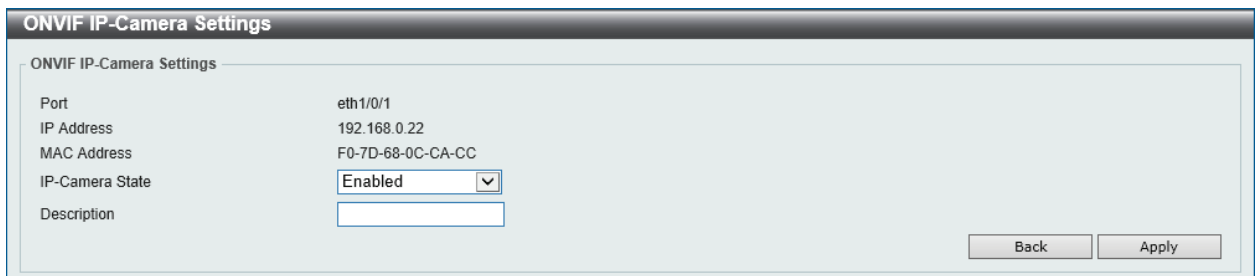 ONVIF IP-Camera Settings
ONVIF IP-Camera Settings
Port eth1/0/1
IP Address 192.168.0.22
MAC Address F0-7D-68-0C-CA-CC
IP-Camera State Enabled
Description
Back Apply